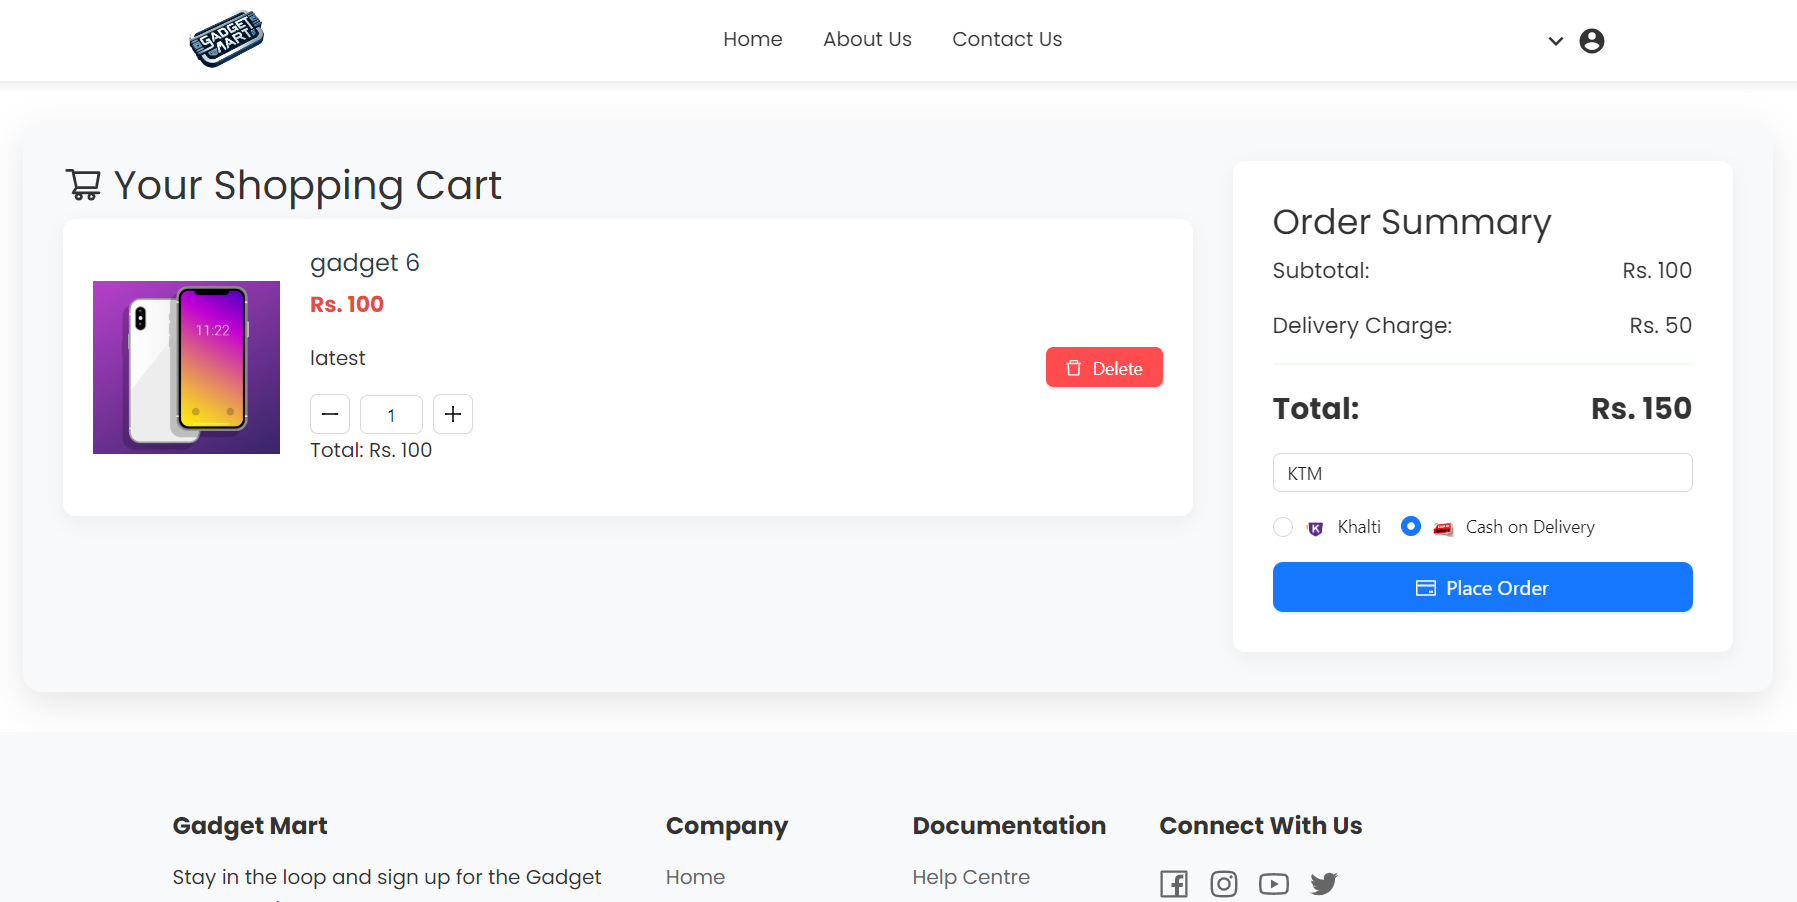 GADGET
MART
Home
About Us
Contact Us
Your Shopping Cart
gadget 6
Rs. 100
11:22
latest
1
Total: Rs. 100
Delete
Order Summary
Subtotal: Rs. 100
Delivery Charge: Rs. 50
Total: Rs. 150
KTM
K Khalti
Cash on Delivery
Place Order
Gadget Mart
Stay in the loop and sign up for the Gadget
Company
Home
Documentation
Help Centre
Connect With Us